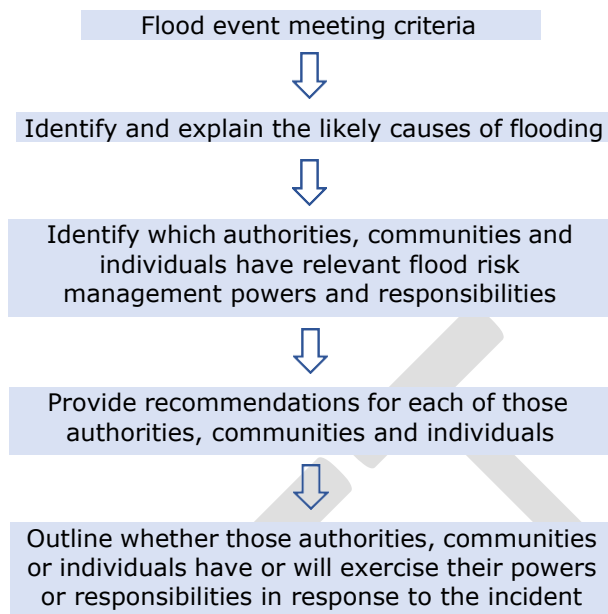 Flood event meeting criteria
Identify and explain the likely causes of flooding
Identify which authorities, communities and
individuals have relevant flood risk
management powers and responsibilities
Provide recommendations for each of those
authorities, communities and individuals
Outline whether those authorities, communities
or individuals have or will exercise their powers
or responsibilities in response to the incident